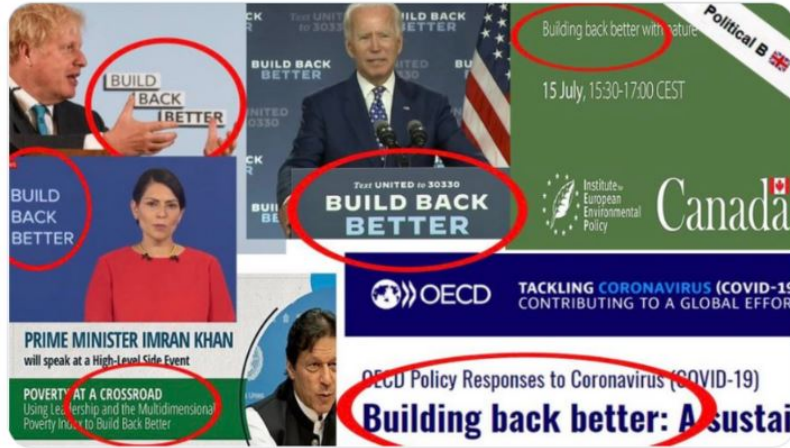 BUILD
BACK
BETTER
Text UNITED
to 30330
BUILD BACK
BETTER
Text UNITED to 30330
BUILD BACK
BETTER
Building back better with nature
Political B
15 July, 15:30-17:00 CEST
Institute for
European
Environmental
Policy
Canada
BUILD
BACK
BETTER
OECD
TACKLING CORONAVIRUS (COVID-19
CONTRIBUTING TO A GLOBAL EFFOR
PRIME MINISTER IMRAN KHAN
will speak at a High-Level Side Event
POVERTY AT A CROSSROAD
Using Leadership and the Multidimensional
Poverty Index to Build Back Better
OECD Policy Responses to Coronavirus (COVID-19)
Building back better: A sustai